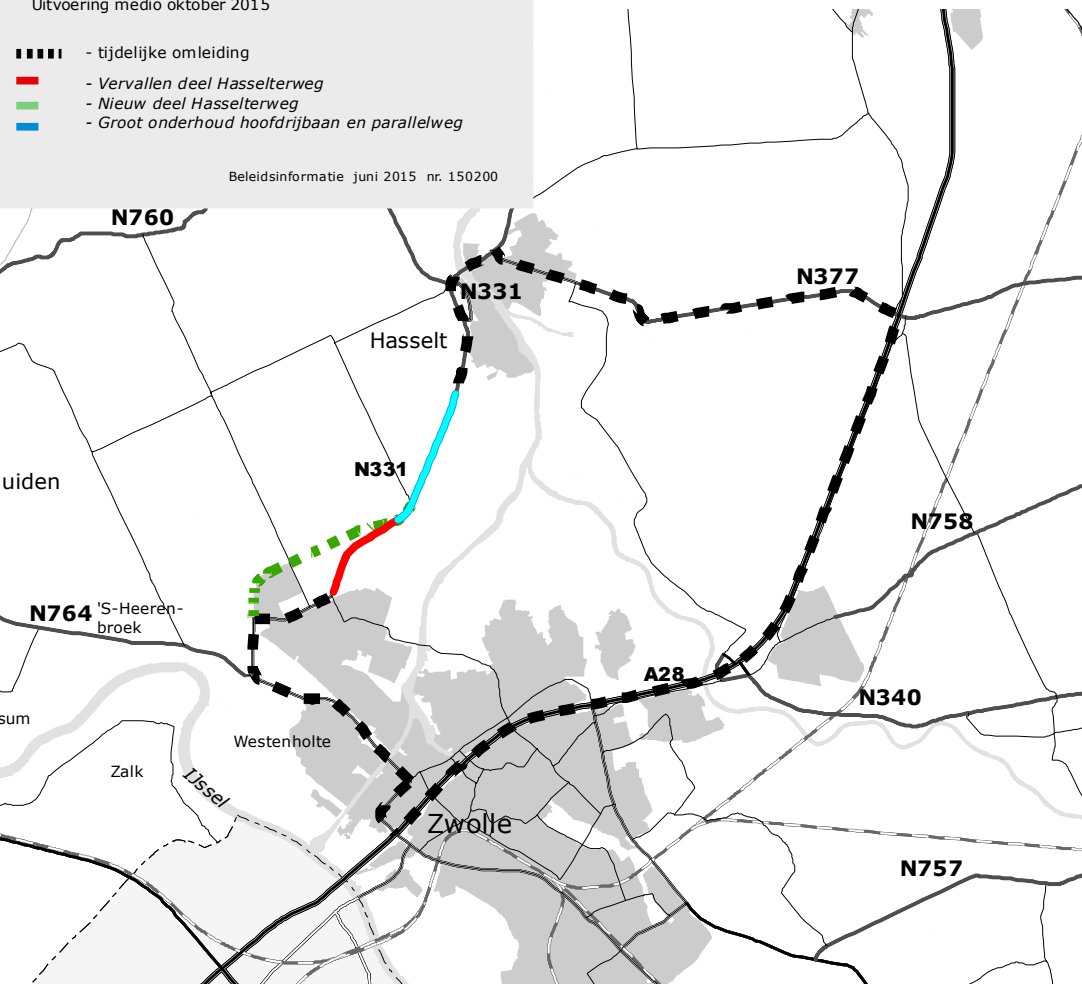 Uitvoering medio oktober 2015
- tijdelijke omleiding
- Vervallen deel Hasselterweg
- Nieuw deel Hasselterweg
- Groot onderhoud hoofdrijbaan en parallelweg
Beleidsinformatie juni 2015 nr. 150200
N760
N377
N331
Hasselt
N331
uiden
N758
N764
'S-Heeren-
broek
A28
N340
sum
Westenholte
Zalk
IJssel
Zwolle
N757